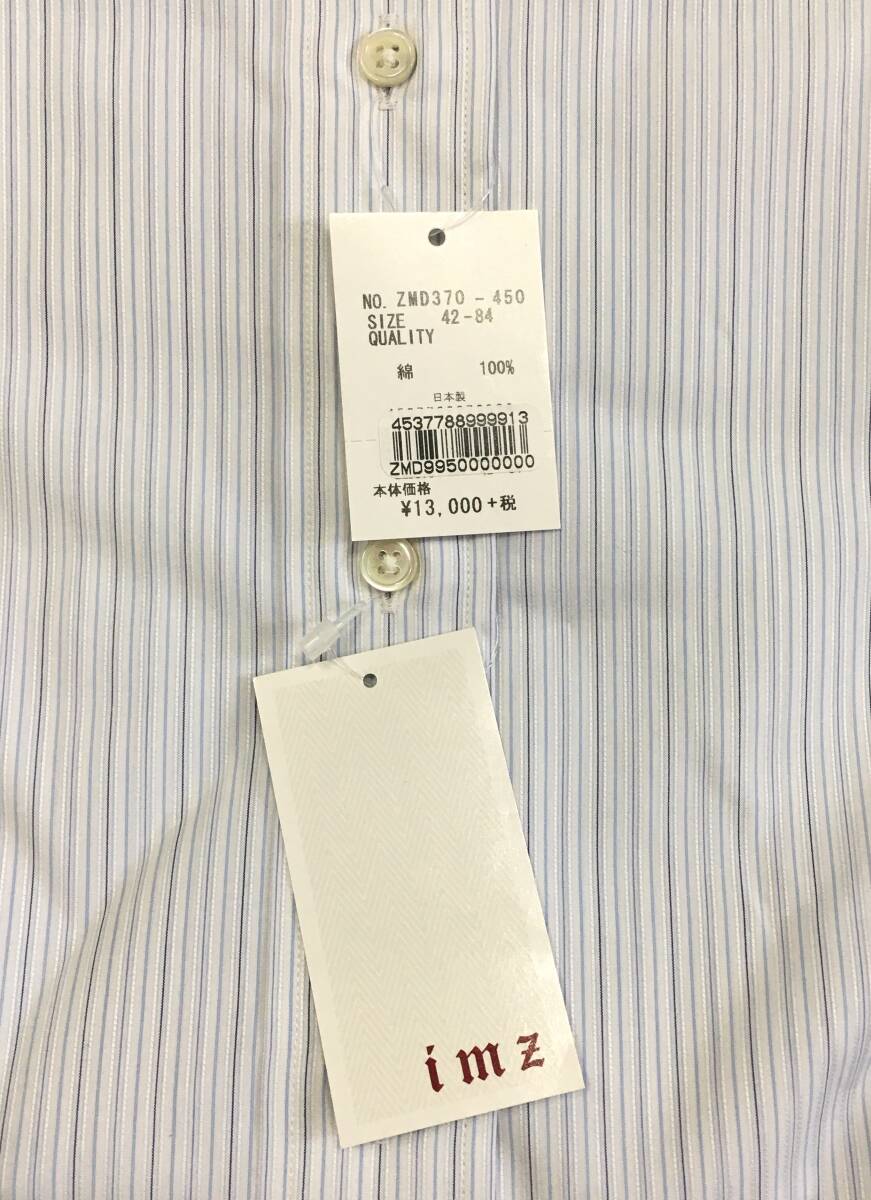 NO. ZMD370 - 450
SIZE 42-84
QUALITY
綿 100%
日本製
4537788999913
ZMD9950000000
本体価格
¥13,000+税
imz